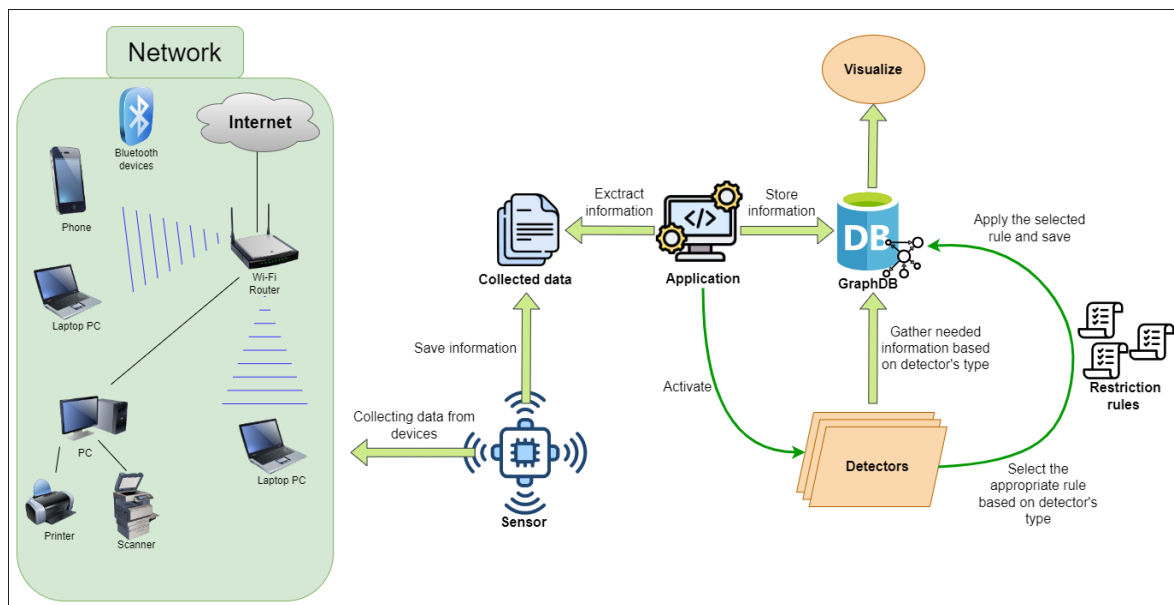 Network
Internet
Bluetooth
devices
Phone
Wi-Fi
Router
Laptop PC
PC
Laptop PC
Printer
Scanner
Collecting data from
devices
Sensor
Save information
Collected data
Exctract
information
</>
Application
Store
information
DB
GraphDB
Visualize
Activate
Gather needed
information based
on detector's type
Detectors
Apply the selected
rule and save
Restriction
rules
Select the
appropriate rule
based on detector's
type